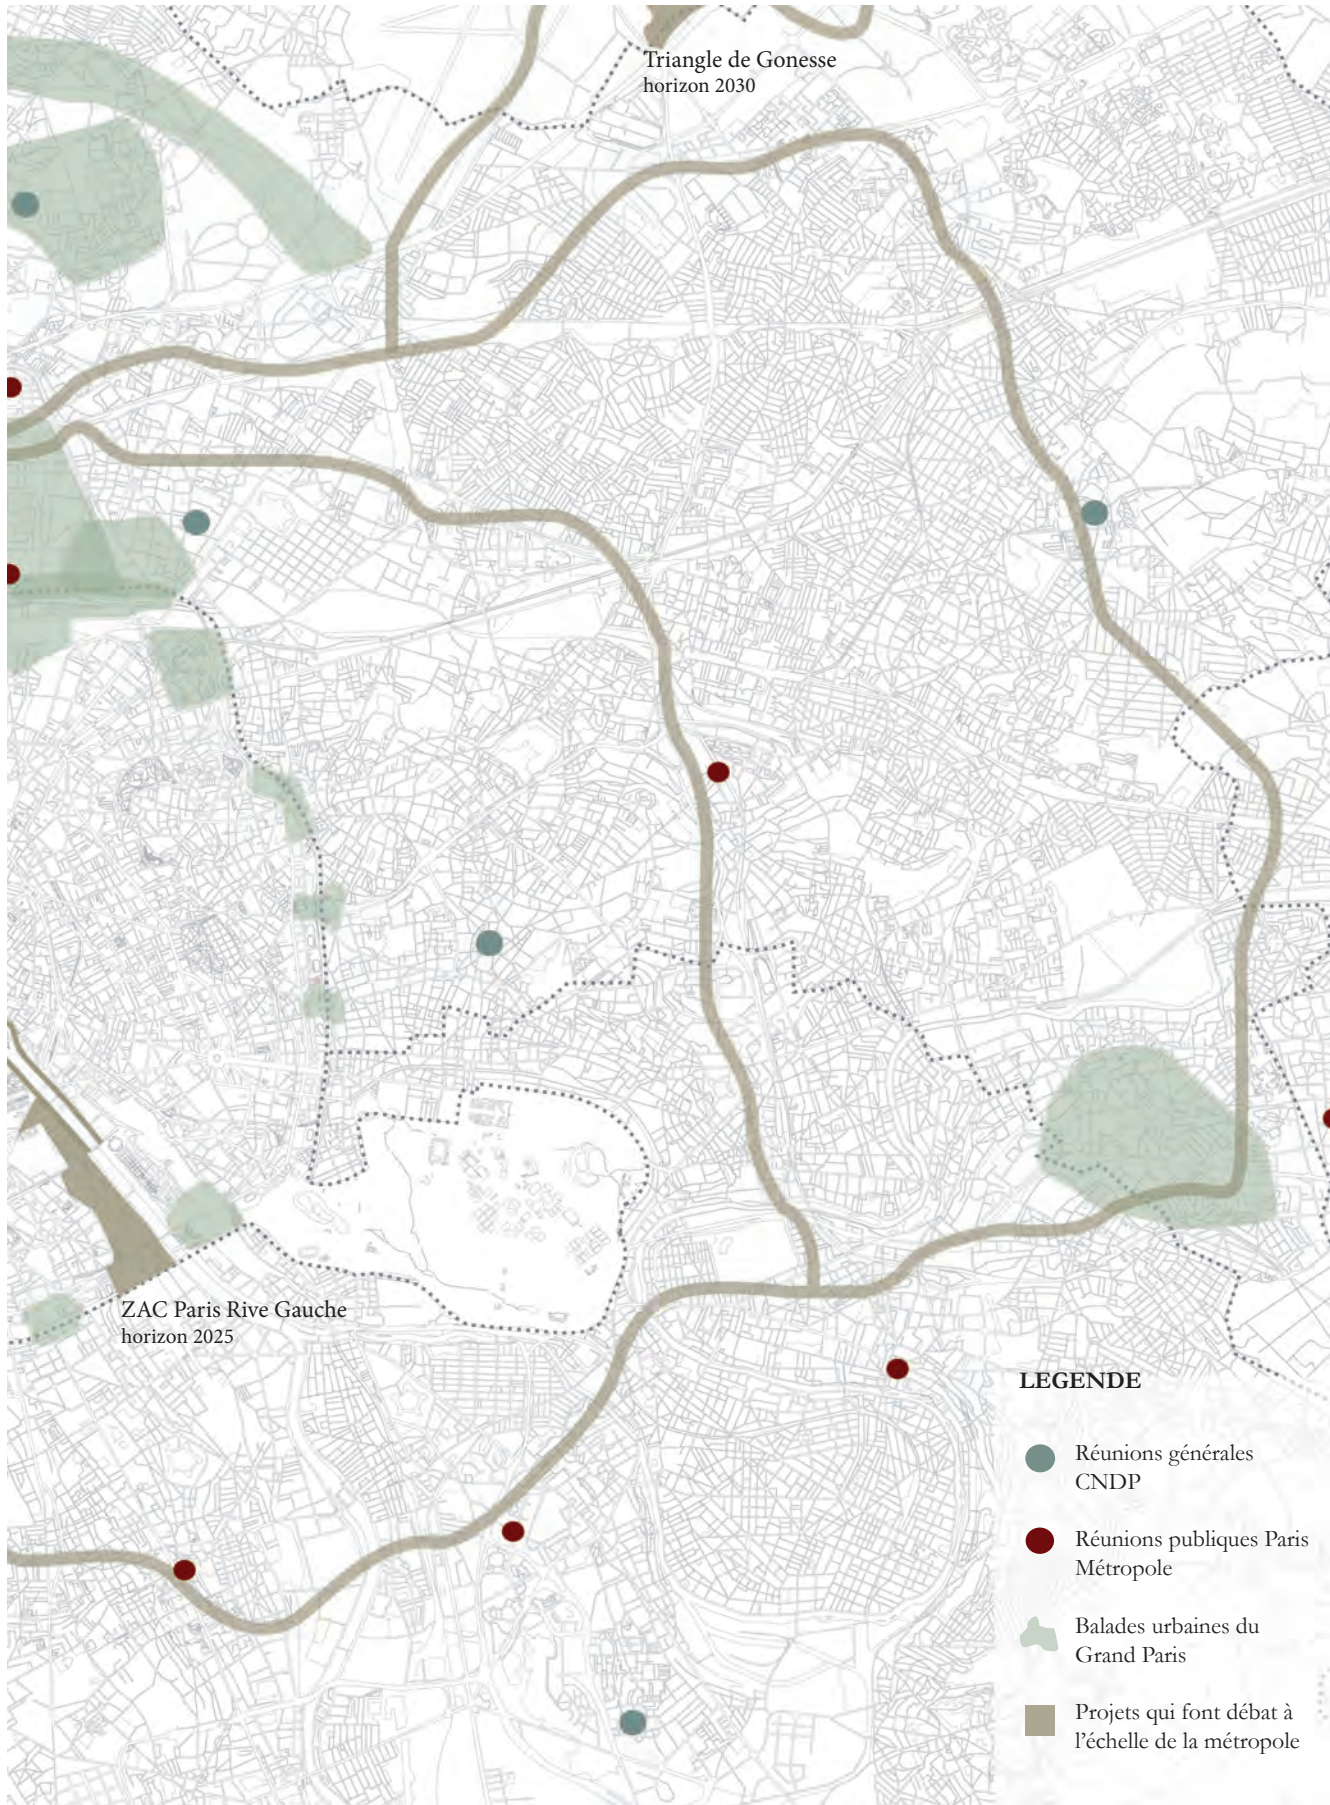 Triangle de Gonesse
horizon 2030
ZAC Paris Rive Gauche
horizon 2025
LEGENDE
Réunions générales
CNDP
Réunions publiques Paris
Métropole
Balades urbaines du
Grand Paris
Projets qui font débat à
l’échelle de la métropole